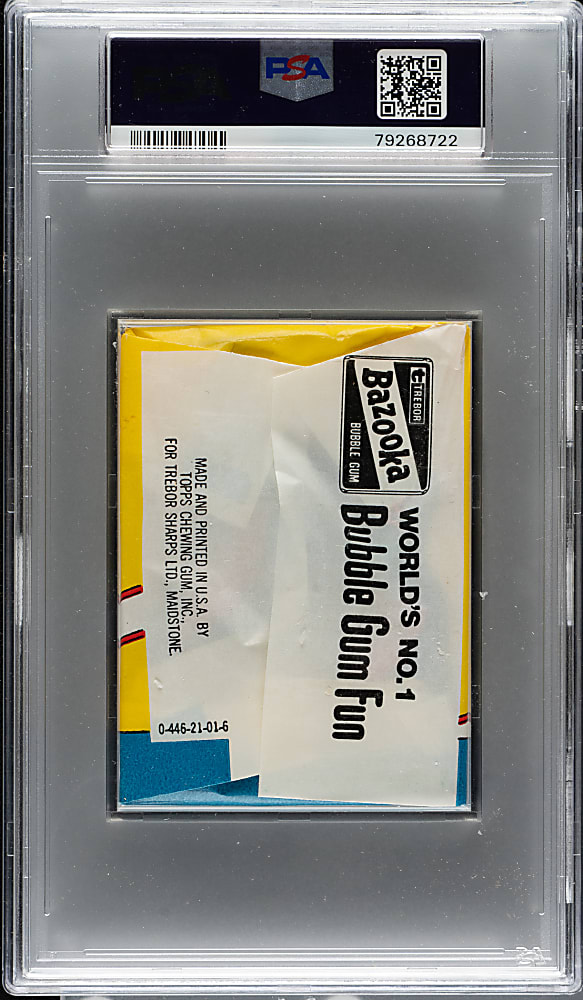 PSA
79268722
t TREBOR
Bazooka
BUBBLE GUM
WORLD'S NO.1
Bubble Gum Fun
MADE AND PRINTED IN U.S.A. BY
TOPPS CHEWING GUM, INC.,
FOR TREBOR SHARPS LTD., MAIDSTONE.
0-446-21-01-6